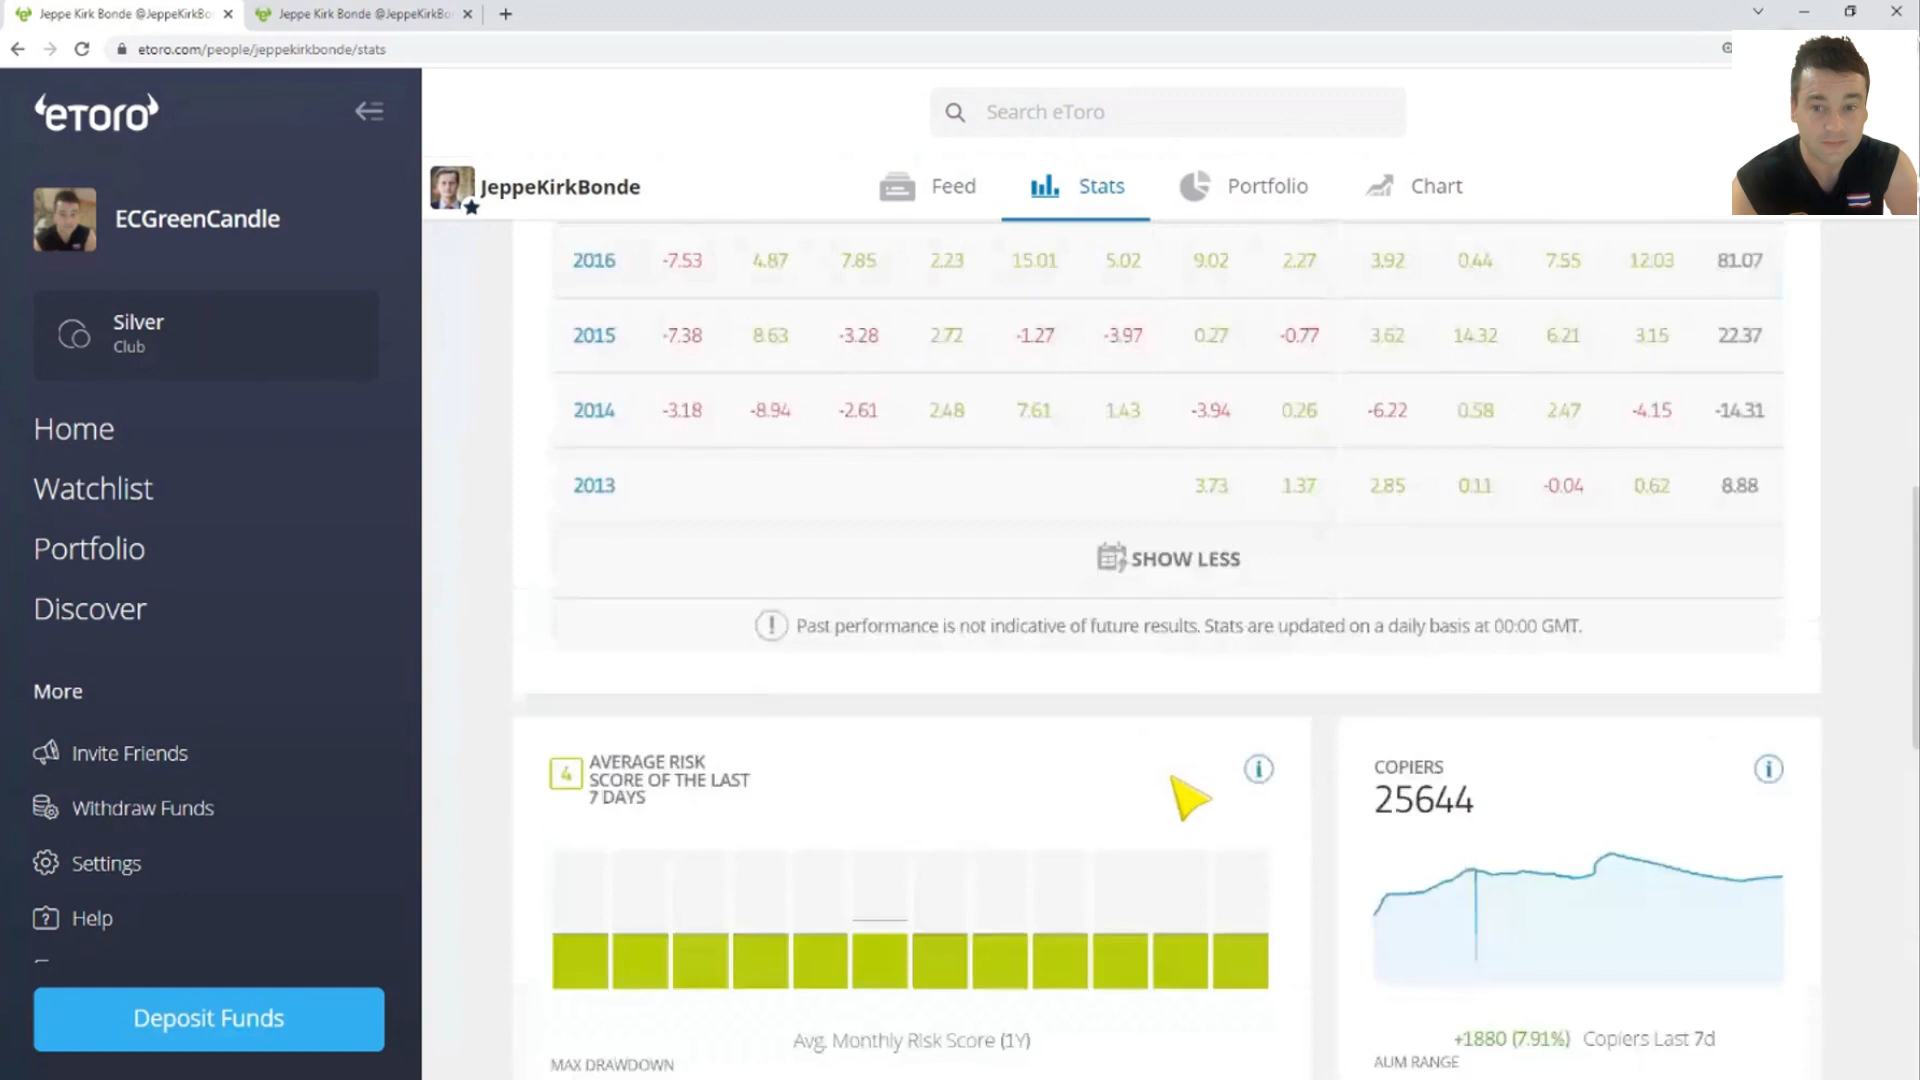 Jeppe Kirk Bonde @JeppeKirkBo
Jeppe Kirk Bonde @JeppeKirkBo
etoro.com/people/jeppekirkbonde/stats
eToro
Search eToro
ECGreenCandle
JeppeKirkBonde
Feed
Stats
Portfolio
Chart
Silver
Club
Home
Watchlist
Portfolio
Discover
More
Invite Friends
Withdraw Funds
Settings
Help
Deposit Funds
2016 -7.53 4.87 7.85 2.23 15.01 5.02 9.02 2.27 3.92 0.44 7.55 12.03 81.07
2015 -7.38 8.63 -3.28 2.72 -1.27 -3.97 0.27 -0.77 3.62 14.32 6.21 3.15 22.37
2014 -3.18 -8.94 -2.61 2.48 7.61 1.43 -3.94 0.26 -6.22 0.58 2.47 -4.15 -14.31
2013 3.73 1.37 2.85 0.11 -0.04 0.62 8.88
SHOW LESS
Past performance is not indicative of future results. Stats are updated on a daily basis at 00:00 GMT.
4
AVERAGE RISK
SCORE OF THE LAST
7 DAYS
Avg. Monthly Risk Score (1Y)
MAX DRAWDOWN
COPIERS
25644
+1880 (7.91%) Copiers Last 7d
AUM RANGE